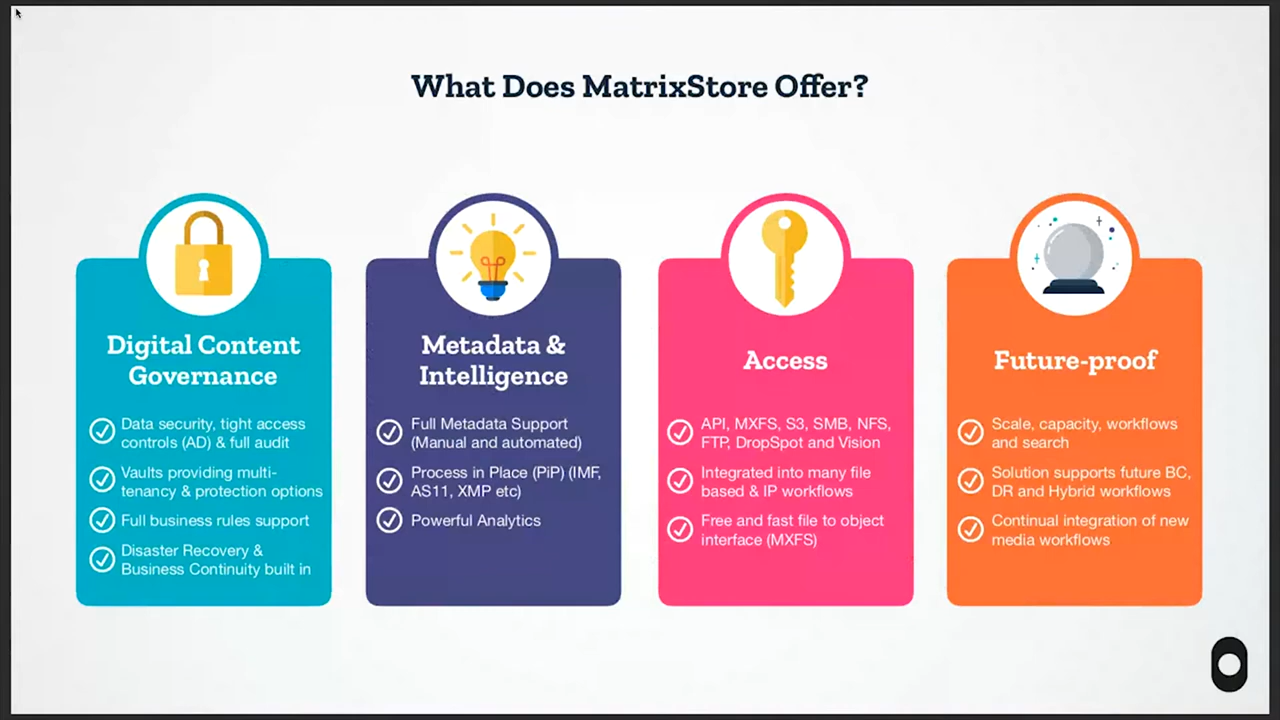 What Does MatrixStore Offer?
Digital Content
Governance
Data security, tight access
controls (AD) & full audit
Vaults providing multi-
tenancy & protection options
Full business rules support
Disaster Recovery &
Business Continuity built in
Metadata &
Intelligence
Full Metadata Support
(Manual and automated)
Process in Place (PiP) (IMF,
AS11, XMP etc)
Powerful Analytics
Access
API, MXFS, S3, SMB, NFS,
FTP, DropSpot and Vision
Integrated into many file
based & IP workflows
Free and fast file to object
interface (MXFS)
Future-proof
Scale, capacity, workflows
and search
Solution supports future BC,
DR and Hybrid workflows
Continual integration of new
media workflows